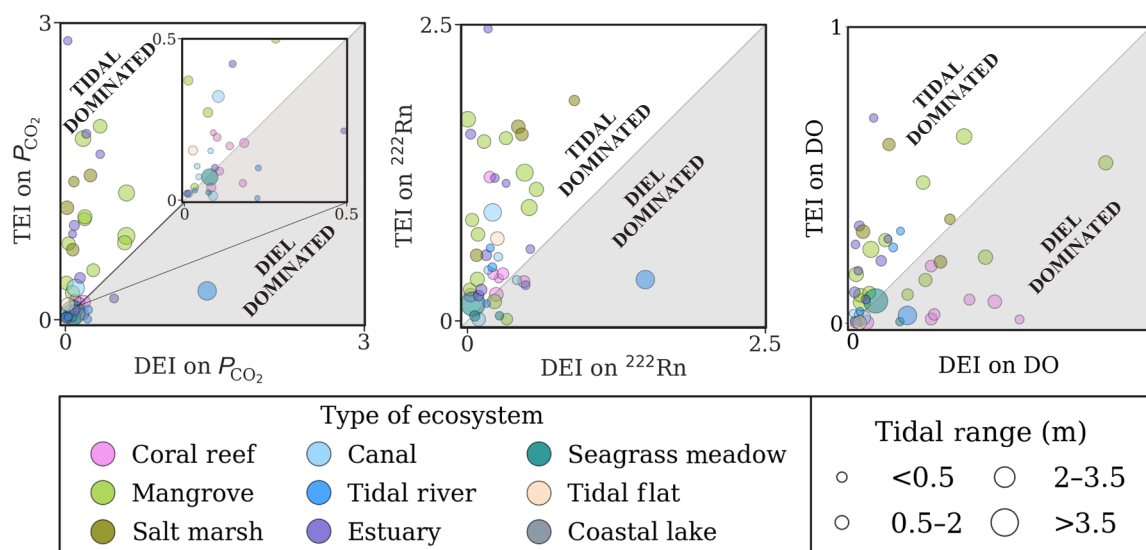 3
TIDAL
DOMINATED
0.5
0
0
0.5
DIEL
DOMINATED
0
0
3
TEI on P_CO₂
DEI on P_CO₂
2.5
TIDAL
DOMINATED
DIEL
DOMINATED
0
0
2.5
TEI on ²²²Rn
DEI on ²²²Rn
1
TIDAL
DOMINATED
DIEL
DOMINATED
0
0
TEI on DO
DEI on DO
Type of ecosystem
Coral reef
Canal
Seagrass meadow
Mangrove
Tidal river
Tidal flat
Salt marsh
Estuary
Coastal lake
Tidal range (m)
<0.5
2–3.5
0.5–2
>3.5